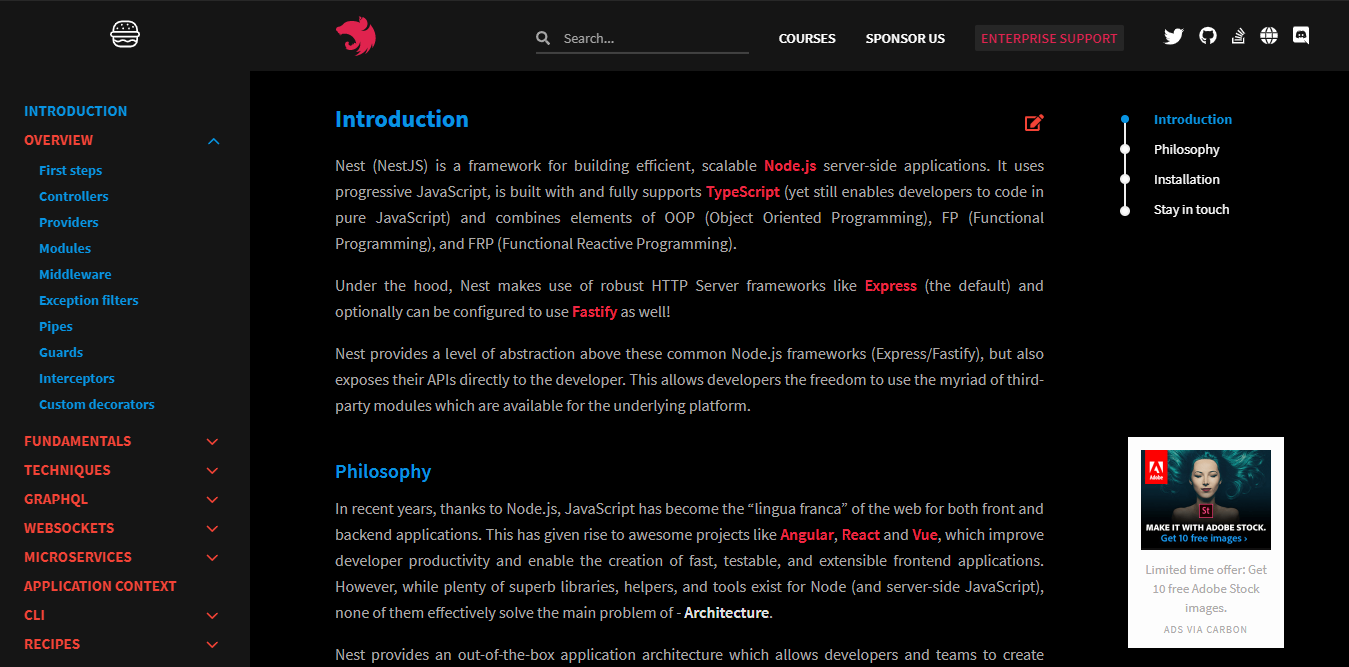 Search...
COURSES
SPONSOR US
ENTERPRISE SUPPORT
INTRODUCTION
OVERVIEW
First steps
Controllers
Providers
Modules
Middleware
Exception filters
Pipes
Guards
Interceptors
Custom decorators
FUNDAMENTALS
TECHNIQUES
GRAPHQL
WEBSOCKETS
MICROSERVICES
APPLICATION CONTEXT
CLI
RECIPES
Introduction
Nest (NestJS) is a framework for building efficient, scalable Node.js server-side applications. It uses
progressive JavaScript, is built with and fully supports TypeScript (yet still enables developers to code in
pure JavaScript) and combines elements of OOP (Object Oriented Programming), FP (Functional
Programming), and FRP (Functional Reactive Programming).
Under the hood, Nest makes use of robust HTTP Server frameworks like Express (the default) and
optionally can be configured to use Fastify as well!
Nest provides a level of abstraction above these common Node.js frameworks (Express/Fastify), but also
exposes their APIs directly to the developer. This allows developers the freedom to use the myriad of third-
party modules which are available for the underlying platform.
Philosophy
In recent years, thanks to Node.js, JavaScript has become the “lingua franca” of the web for both front and
backend applications. This has given rise to awesome projects like Angular, React and Vue, which improve
developer productivity and enable the creation of fast, testable, and extensible frontend applications.
However, while plenty of superb libraries, helpers, and tools exist for Node (and server-side JavaScript),
none of them effectively solve the main problem of - Architecture.
Nest provides an out-of-the-box application architecture which allows developers and teams to create
Introduction
Philosophy
Installation
Stay in touch
Adobe
St
MAKE IT WITH ADOBE STOCK.
Get 10 free images ›
Limited time offer: Get
10 free Adobe Stock
images.
ADS VIA CARBON